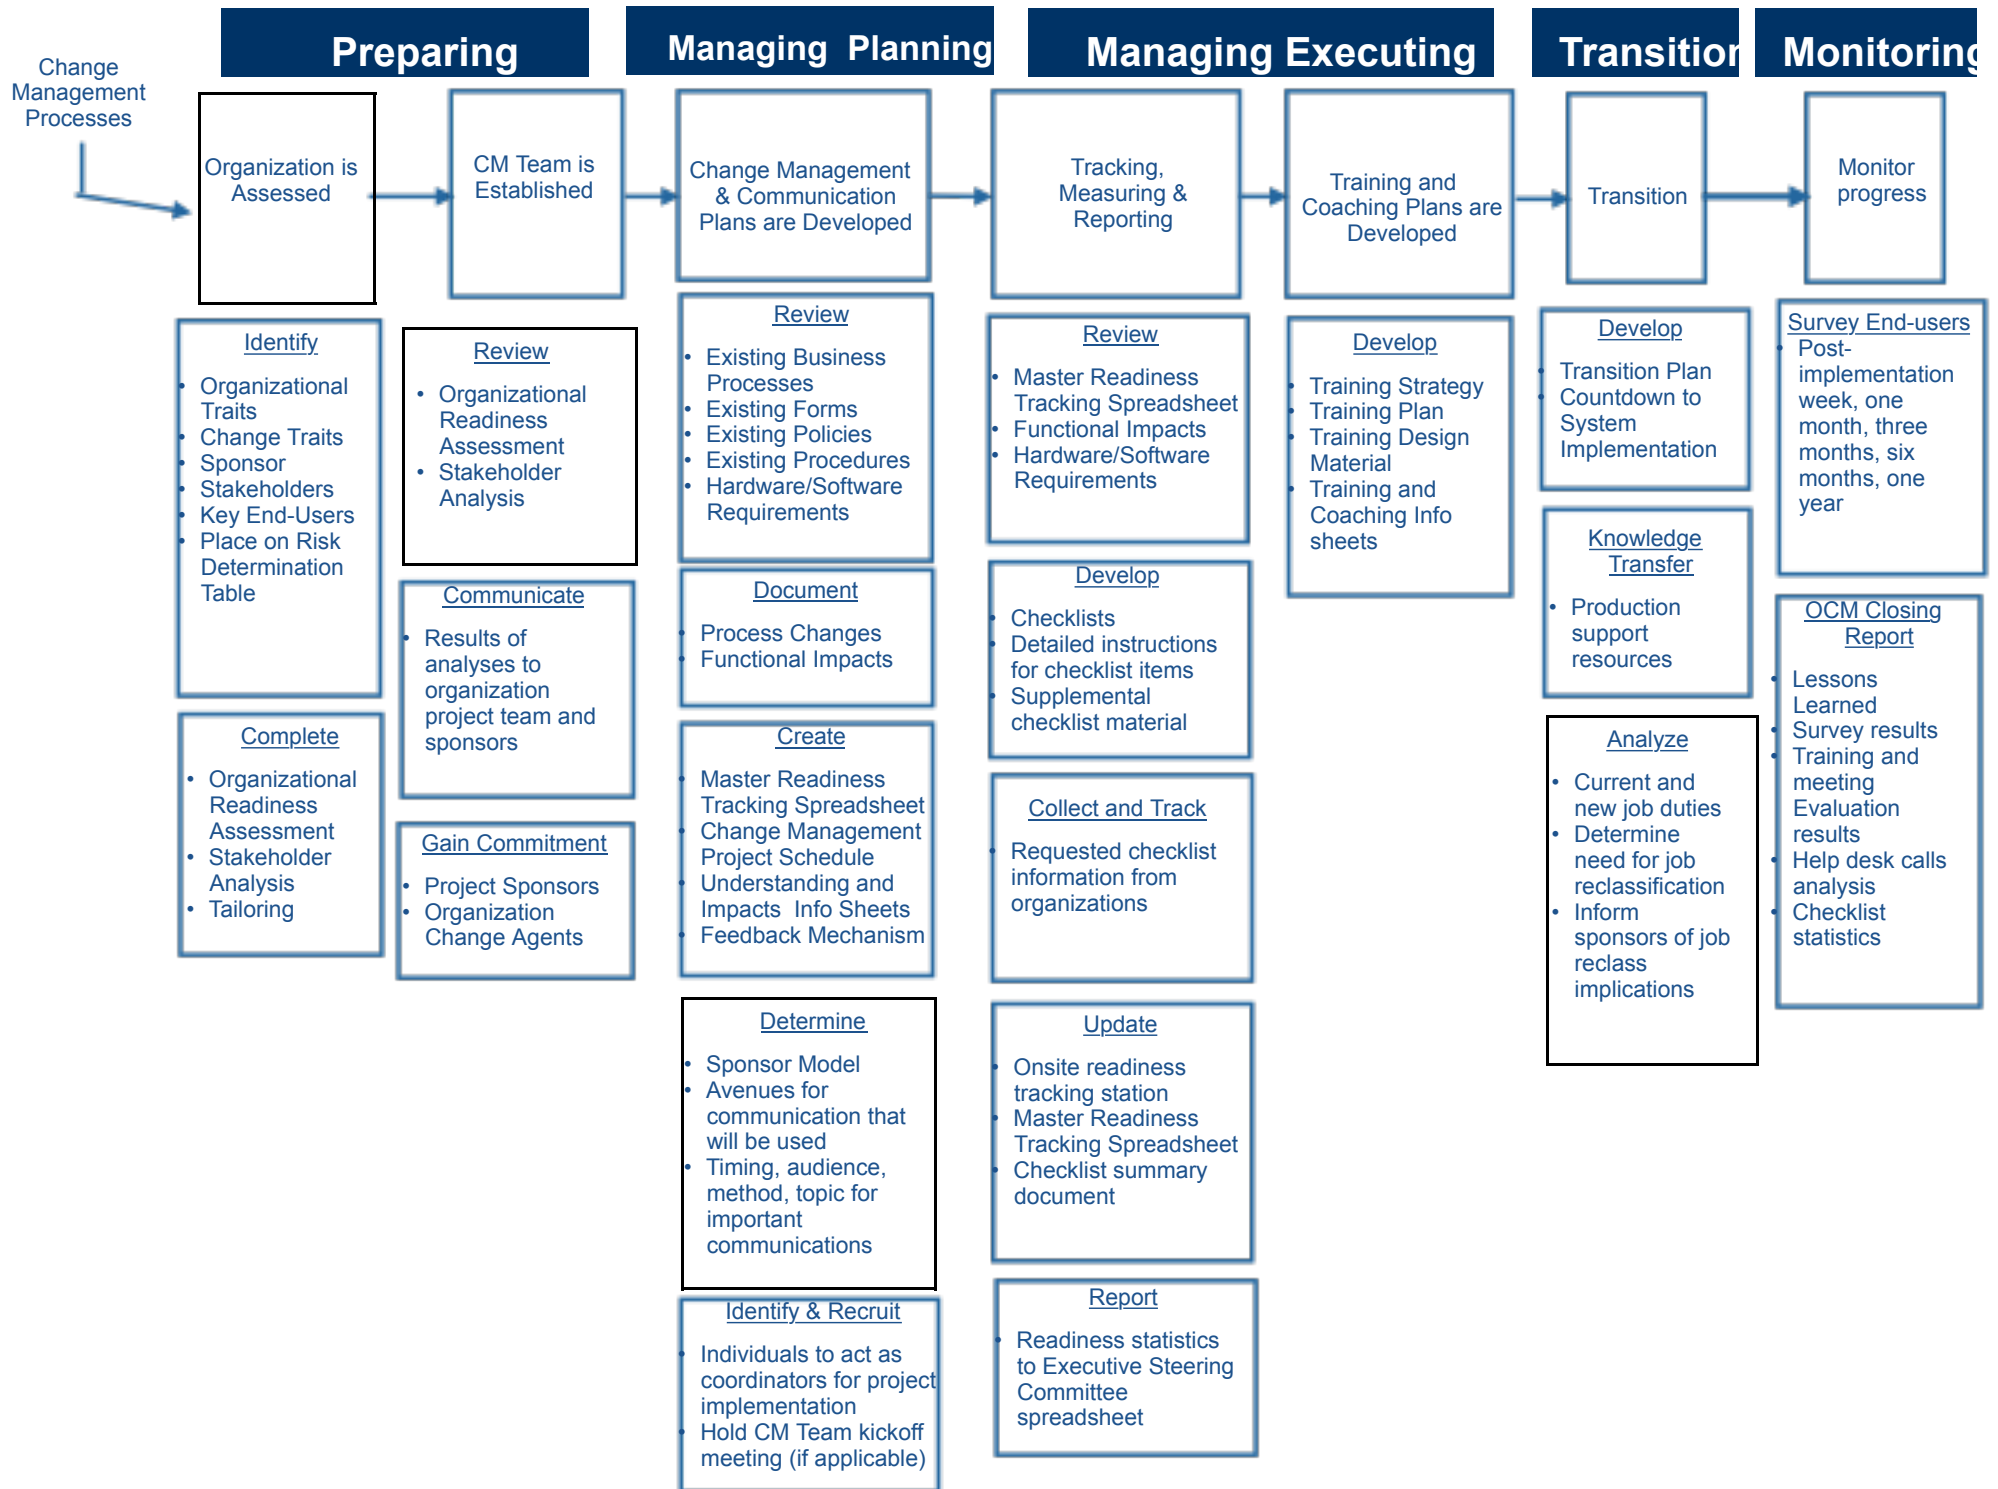 Preparing
Managing  Planning
Managing Executing
Transition
Monitoring
Change
Management
Processes
Organization is
Assessed
CM Team is
Established
Change Management
& Communication
Plans are Developed
Tracking,
Measuring &
Reporting
Training and
Coaching Plans are
Developed
Transition
Monitor
progress
Identify
• Organizational
Traits
• Change Traits
• Sponsor
• Stakeholders
• Key End-Users
• Place on Risk
Determination
Table
Complete
• Organizational
Readiness
Assessment
• Stakeholder
Analysis
• Tailoring
Review
• Organizational
Readiness
Assessment
• Stakeholder
Analysis
Communicate
• Results of
analyses to
organization
project team and
sponsors
Gain Commitment
• Project Sponsors
• Organization
Change Agents
Review
• Existing Business
Processes
• Existing Forms
• Existing Policies
• Existing Procedures
• Hardware/Software
Requirements
Document
• Process Changes
• Functional Impacts
Create
• Master Readiness
Tracking Spreadsheet
• Change Management
Project Schedule
• Understanding and
Impacts  Info Sheets
• Feedback Mechanism
Determine
• Sponsor Model
• Avenues for
communication that
will be used
• Timing, audience,
method, topic for
important
communications
Identify & Recruit
• Individuals to act as
coordinators for project
implementation
• Hold CM Team kickoff
meeting (if applicable)
Review
• Master Readiness
Tracking Spreadsheet
• Functional Impacts
• Hardware/Software
Requirements
Develop
• Checklists
• Detailed instructions
for checklist items
• Supplemental
checklist material
Collect and Track
• Requested checklist
information from
organizations
Update
• Onsite readiness
tracking station
• Master Readiness
Tracking Spreadsheet
• Checklist summary
document
Report
• Readiness statistics
to Executive Steering
Committee
spreadsheet
Develop
• Training Strategy
• Training Plan
• Training Design
Material
• Training and
Coaching Info
sheets
Develop
• Transition Plan
• Countdown to
System
Implementation
Knowledge
Transfer
• Production
support
resources
Analyze
• Current and
new job duties
• Determine
need for job
reclassification
• Inform
sponsors of job
reclass
implications
Survey End-users
• Post-
implementation
week, one
month, three
months, six
months, one
year
OCM Closing
Report
• Lessons
Learned
• Survey results
• Training and
meeting
Evaluation
results
• Help desk calls
analysis
• Checklist
statistics